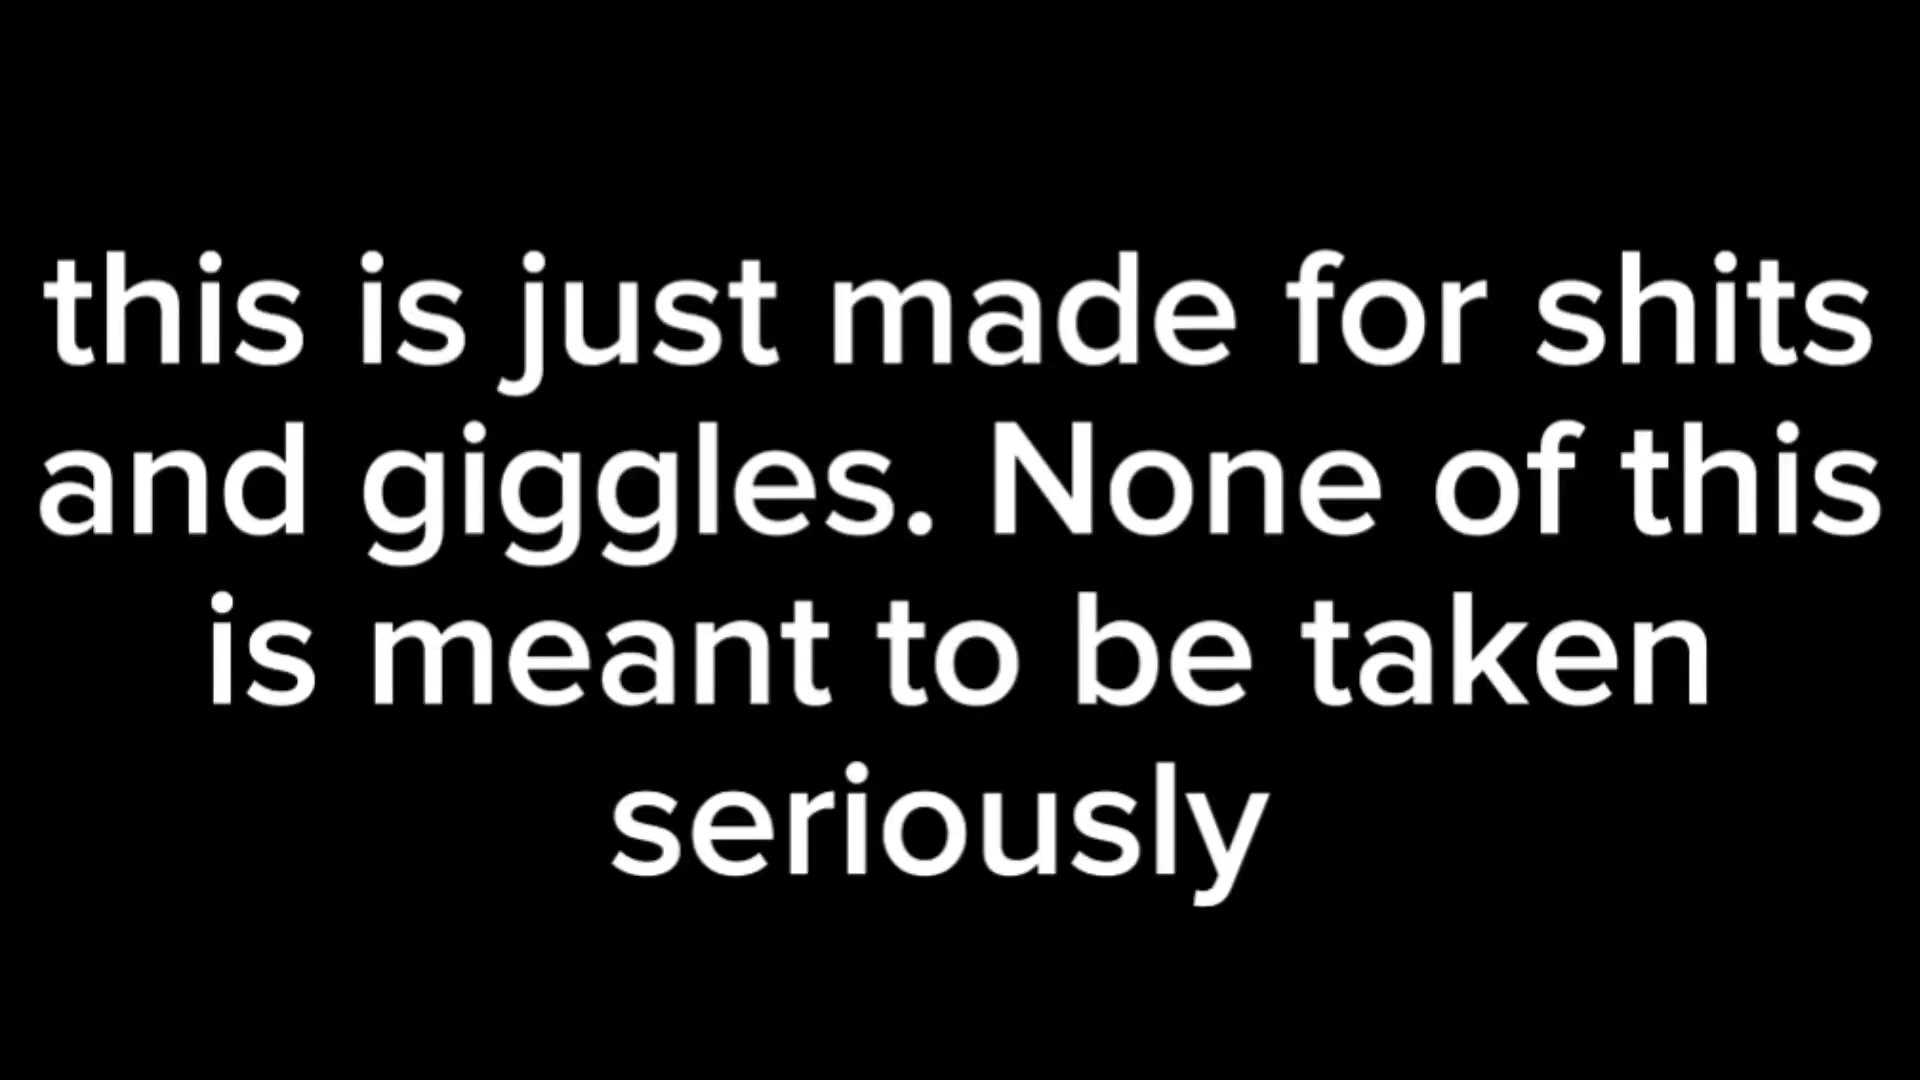 this is just made for shits
and giggles. None of this
is meant to be taken
seriously